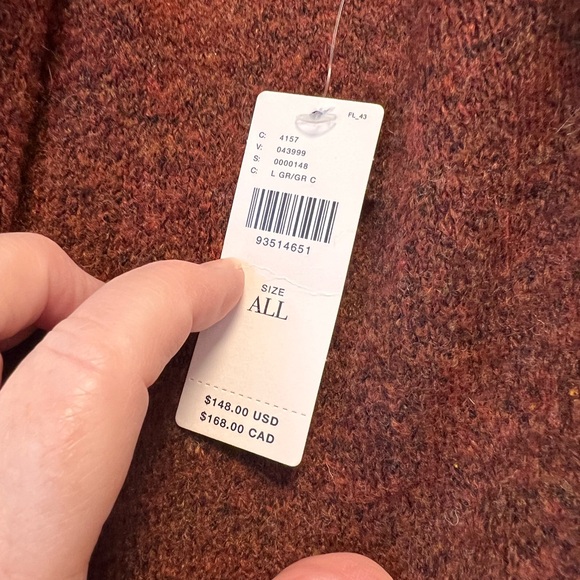 FL_43
C: 4157
V: 043999
S: 0000148
C: L GR/GR C
93514651
SIZE
ALL
$148.00 USD
$168.00 CAD